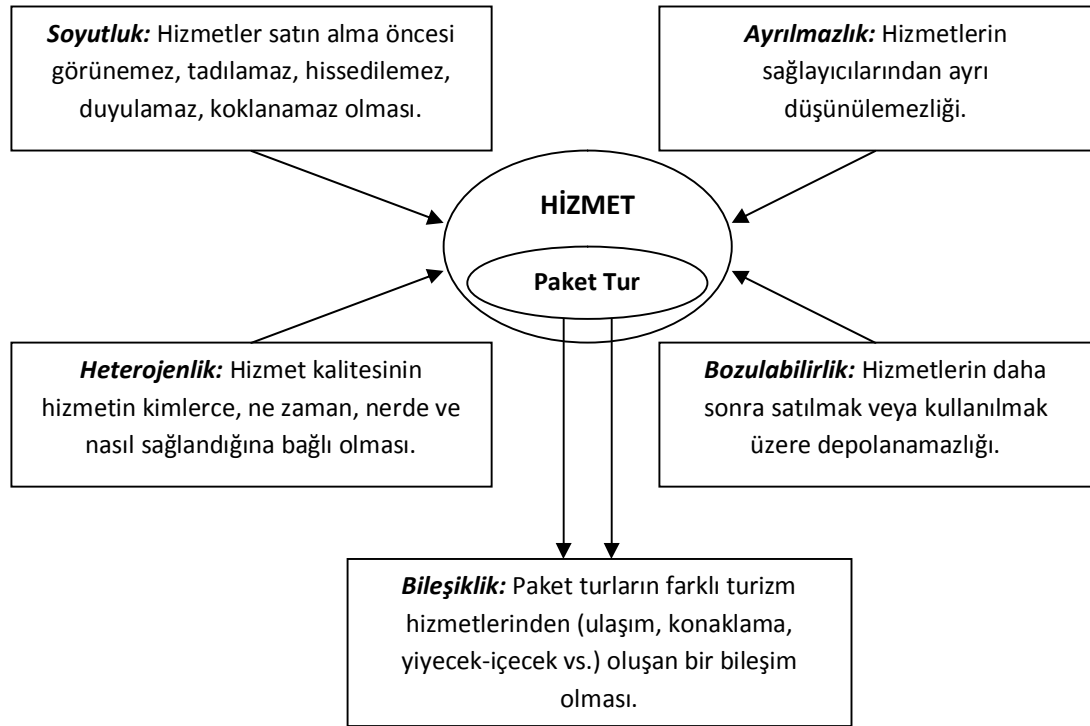 Soyutluk: Hizmetler satın alma öncesi
görünemez, tadılamaz, hissedilemez,
duyulamaz, koklanamaz olması.
Ayrılmazlık: Hizmetlerin
sağlayıcılarından ayrı
düşünülemezliği.
HİZMET
Paket Tur
Heterojenlik: Hizmet kalitesinin
hizmetin kimlerce, ne zaman, nerde ve
nasıl sağlandığına bağlı olması.
Bozulabilirlik: Hizmetlerin daha
sonra satılmak veya kullanılmak
üzere depolanamazlığı.
Bileşiklik: Paket turların farklı turizm
hizmetlerinden (ulaşım, konaklama,
yiyecek-içecek vs.) oluşan bir bileşim
olması.